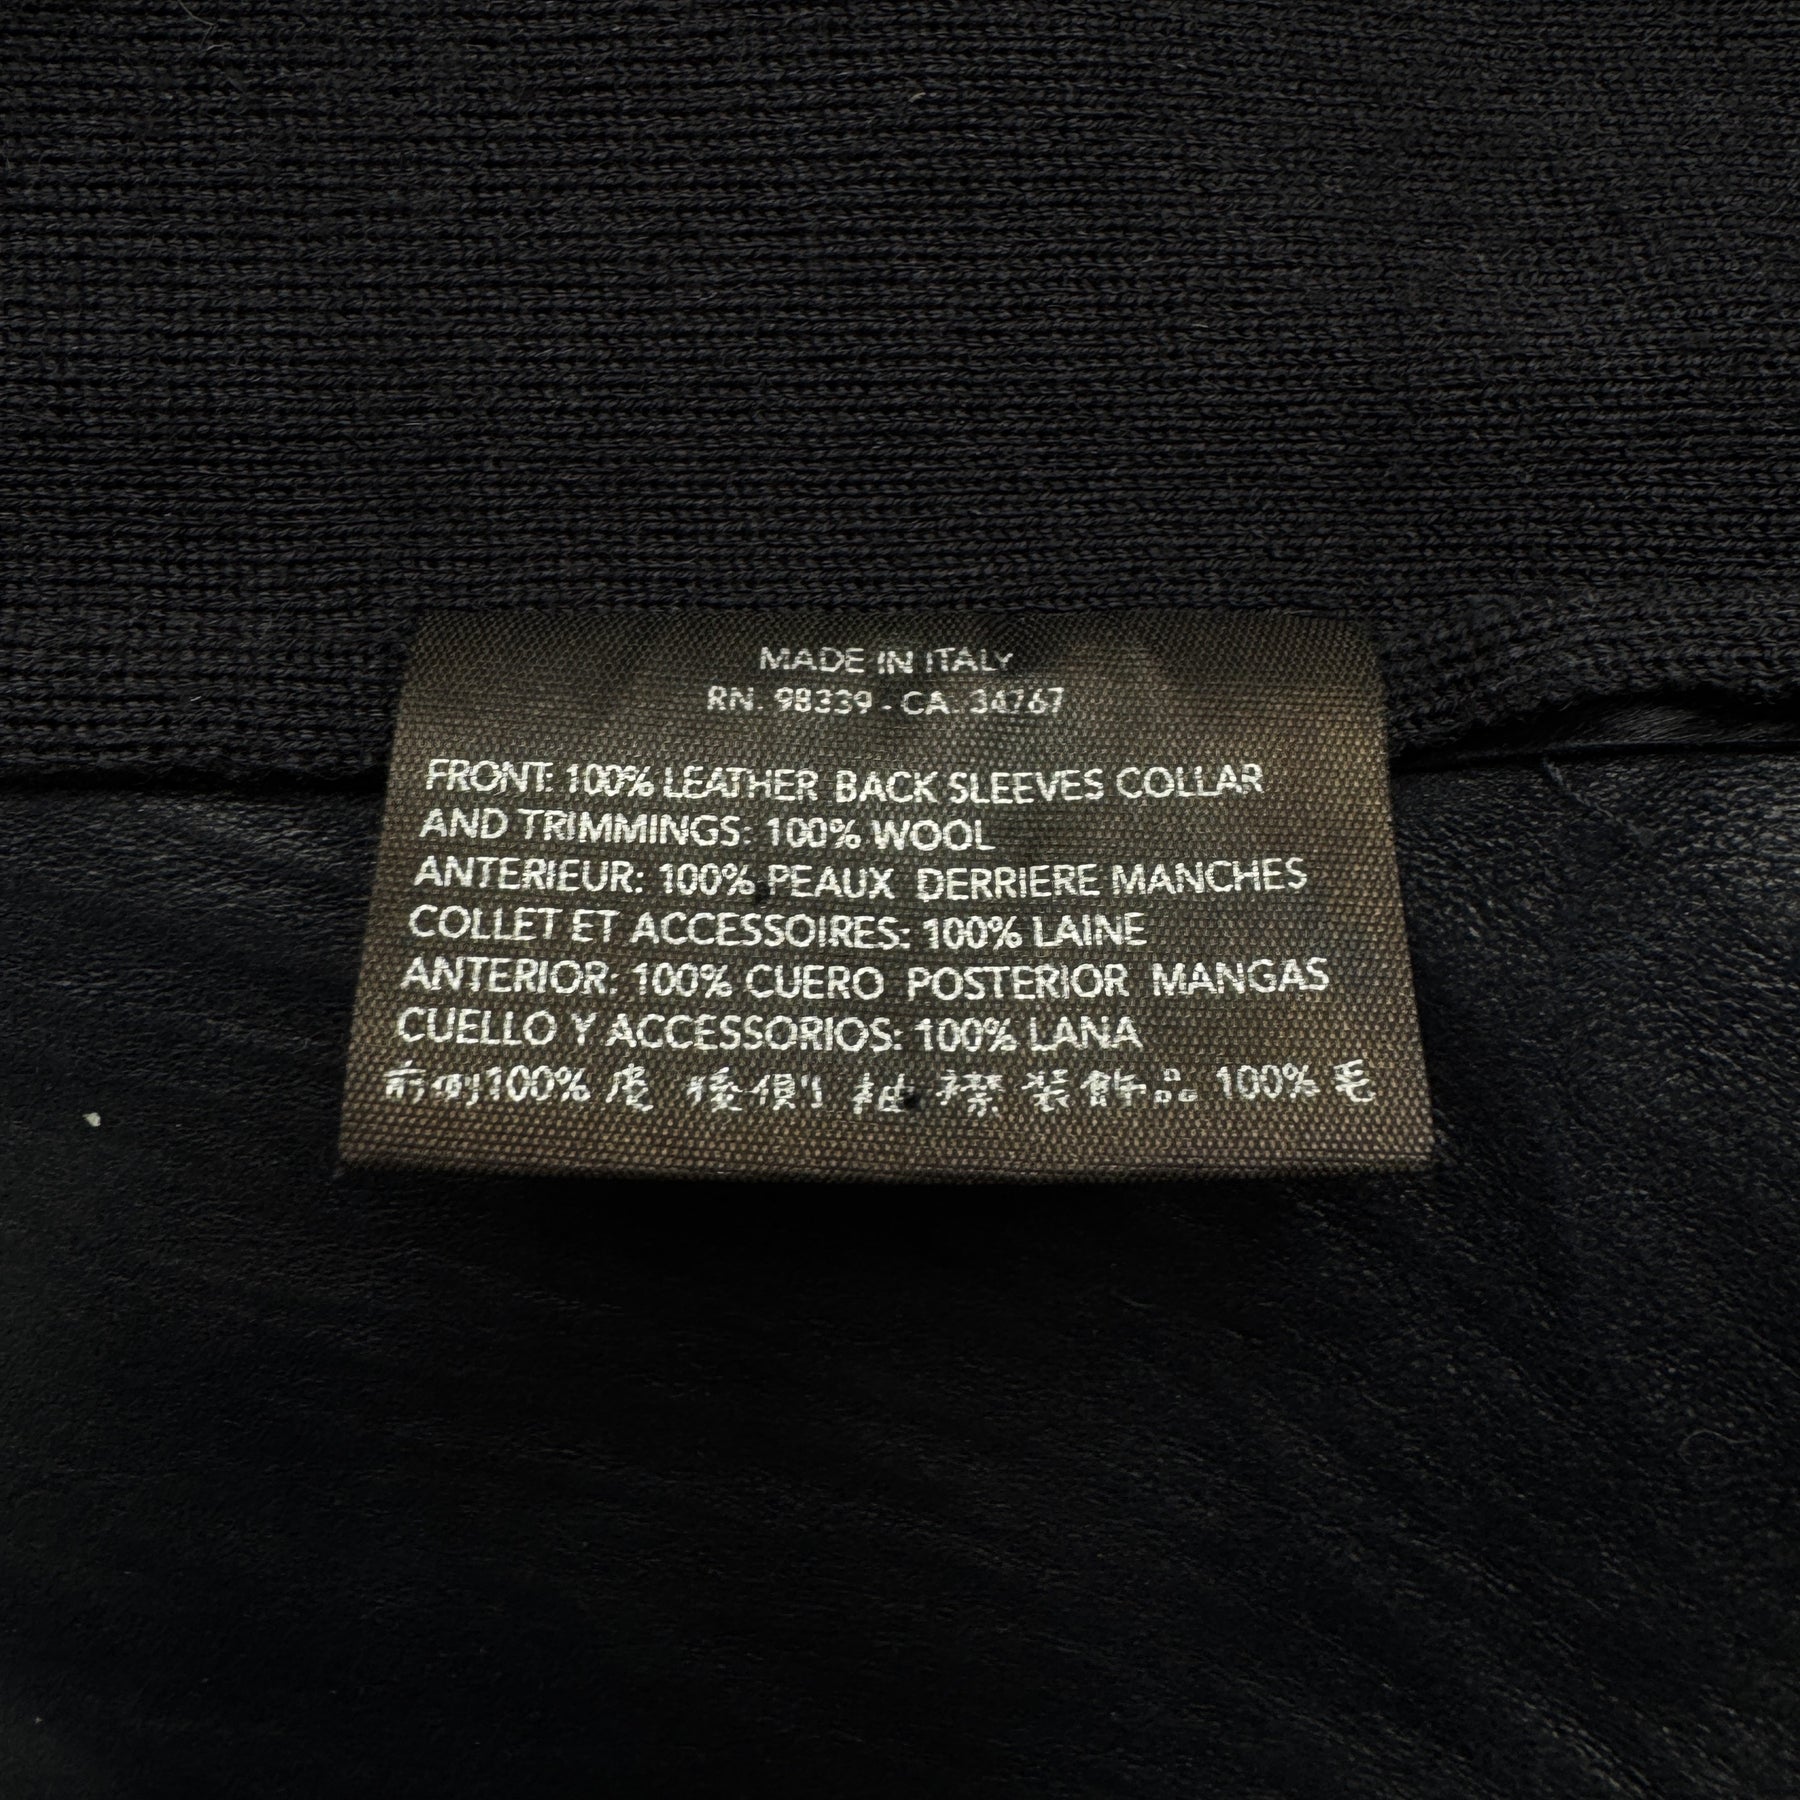 MADE IN ITALY
RN. 98339 - CA. 34767
FRONT: 100% LEATHER BACK SLEEVES COLLAR
AND TRIMMINGS: 100% WOOL
ANTERIEUR: 100% PEAUX DERRIERE MANCHES
COLLET ET ACCESSOIRES: 100% LAINE
ANTERIOR: 100% CUERO POSTERIOR MANGAS
CUELLO Y ACCESSORIOS: 100% LANA
前側100% 皮 後側 袖 襟 装飾品 100% 毛